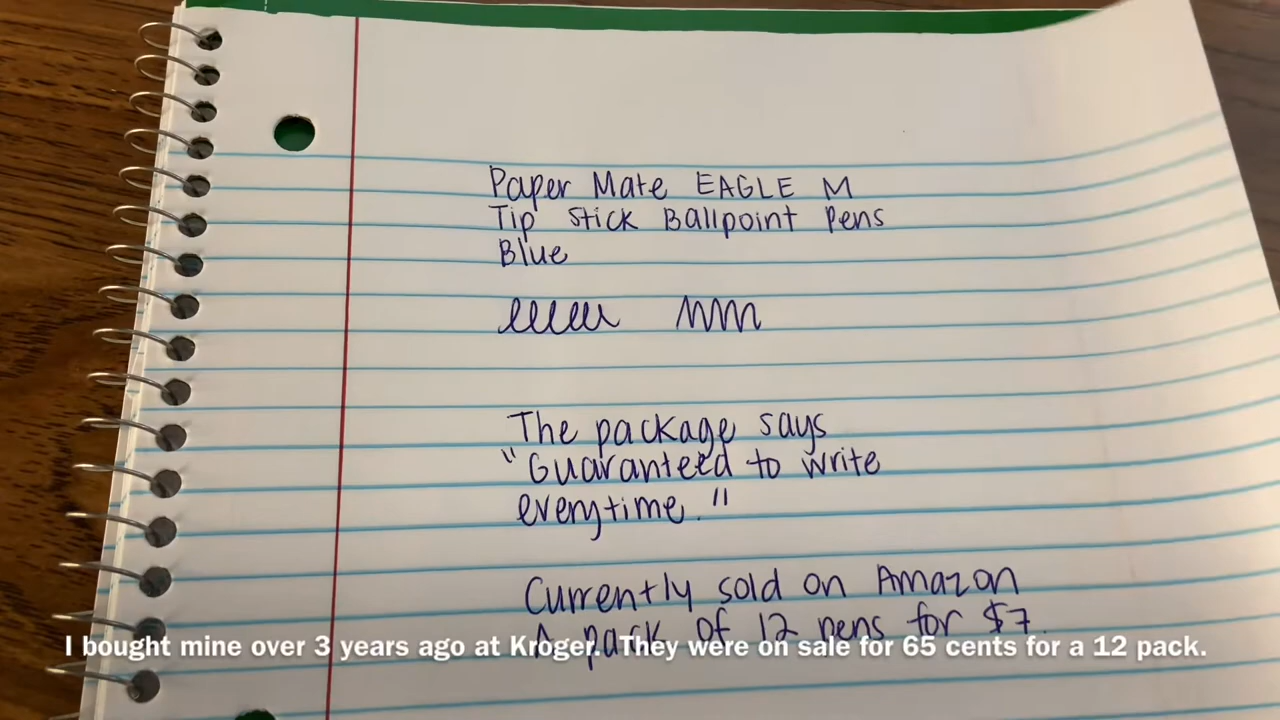 Paper Mate EAGLE M
Tip Stick Ballpoint Pens
Blue
The package says
"Guaranteed to write
everytime."
Currently sold on Amazon
A pack of 12 pens for $7.
I bought mine over 3 years ago at Kroger. They were on sale for 65 cents for a 12 pack.